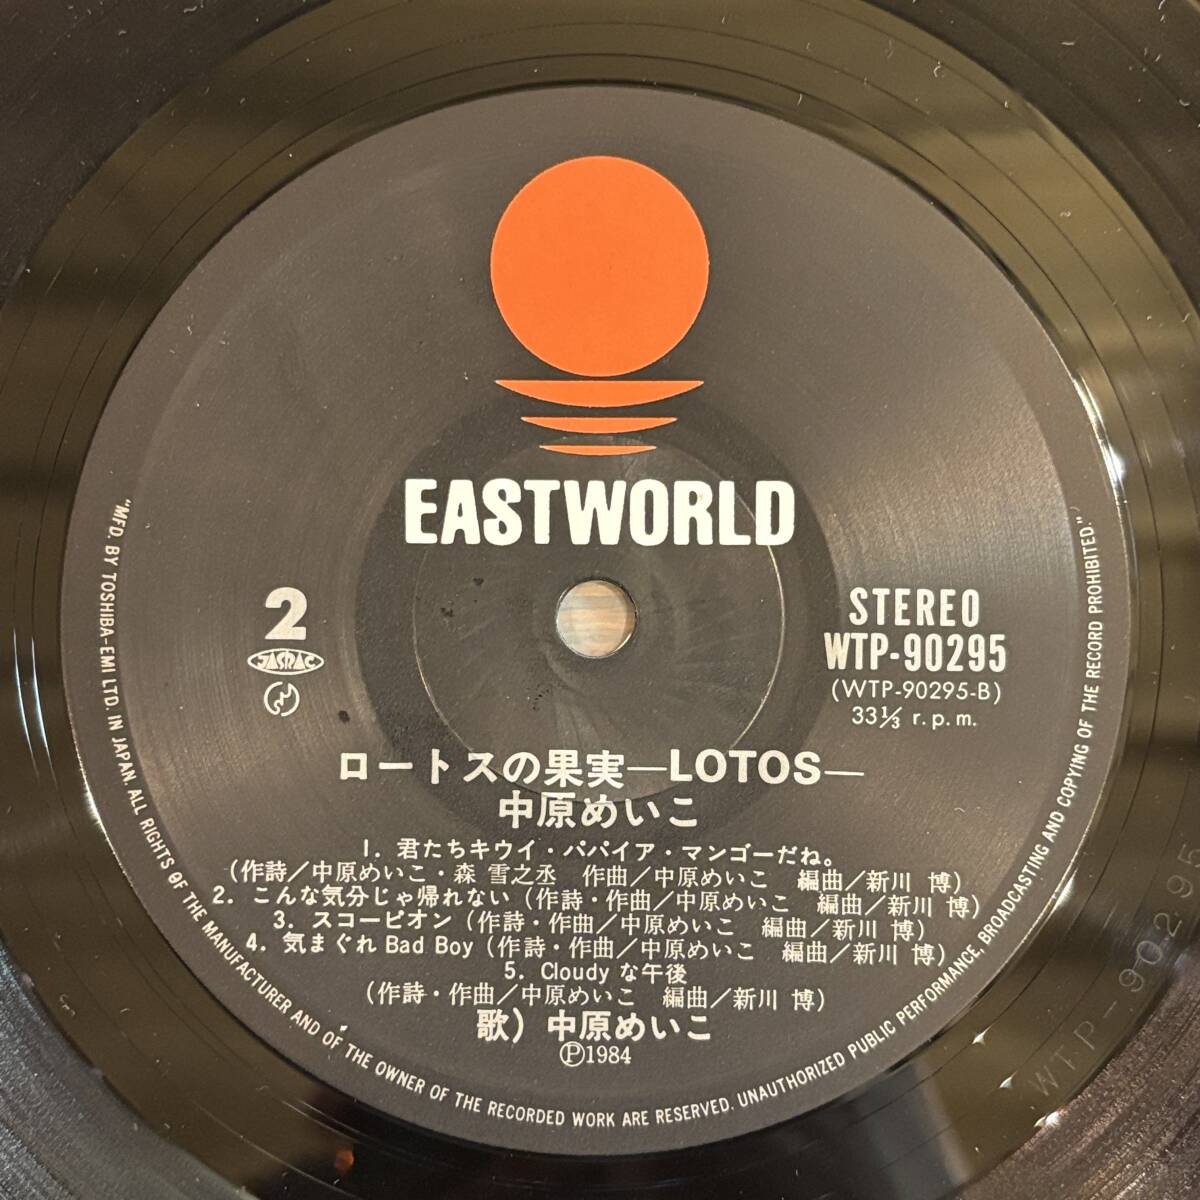 EASTWORLD
2
JASRAC
STEREO
WTP-90295
(WTP-90295-B)
33⅓ r.p.m.
ロートスの果実—LOTOS—
中原めいこ
1. 君たちキウイ・パパイア・マンゴーだね。
(作詩/中原めいこ・森 雪之丞 作曲/中原めいこ 編曲/新川 博)
2. こんな気分じゃ帰れない (作詩・作曲/中原めいこ 編曲/新川 博)
3. スコーピオン (作詩・作曲/中原めいこ 編曲/新川 博)
4. 気まぐれ Bad Boy (作詩・作曲/中原めいこ 編曲/新川 博)
5. Cloudy な午後
(作詩・作曲/中原めいこ 編曲/新川 博)
歌) 中原めいこ
Ⓟ1984
"MFD. BY TOSHIBA-EMI LTD. IN JAPAN. ALL RIGHTS OF THE MANUFACTURER AND OF THE OWNER OF THE RECORDED WORK ARE RESERVED. UNAUTHORIZED PUBLIC PERFORMANCE, BROADCASTING AND COPYING OF THE RECORD PROHIBITED."
WTP-90295